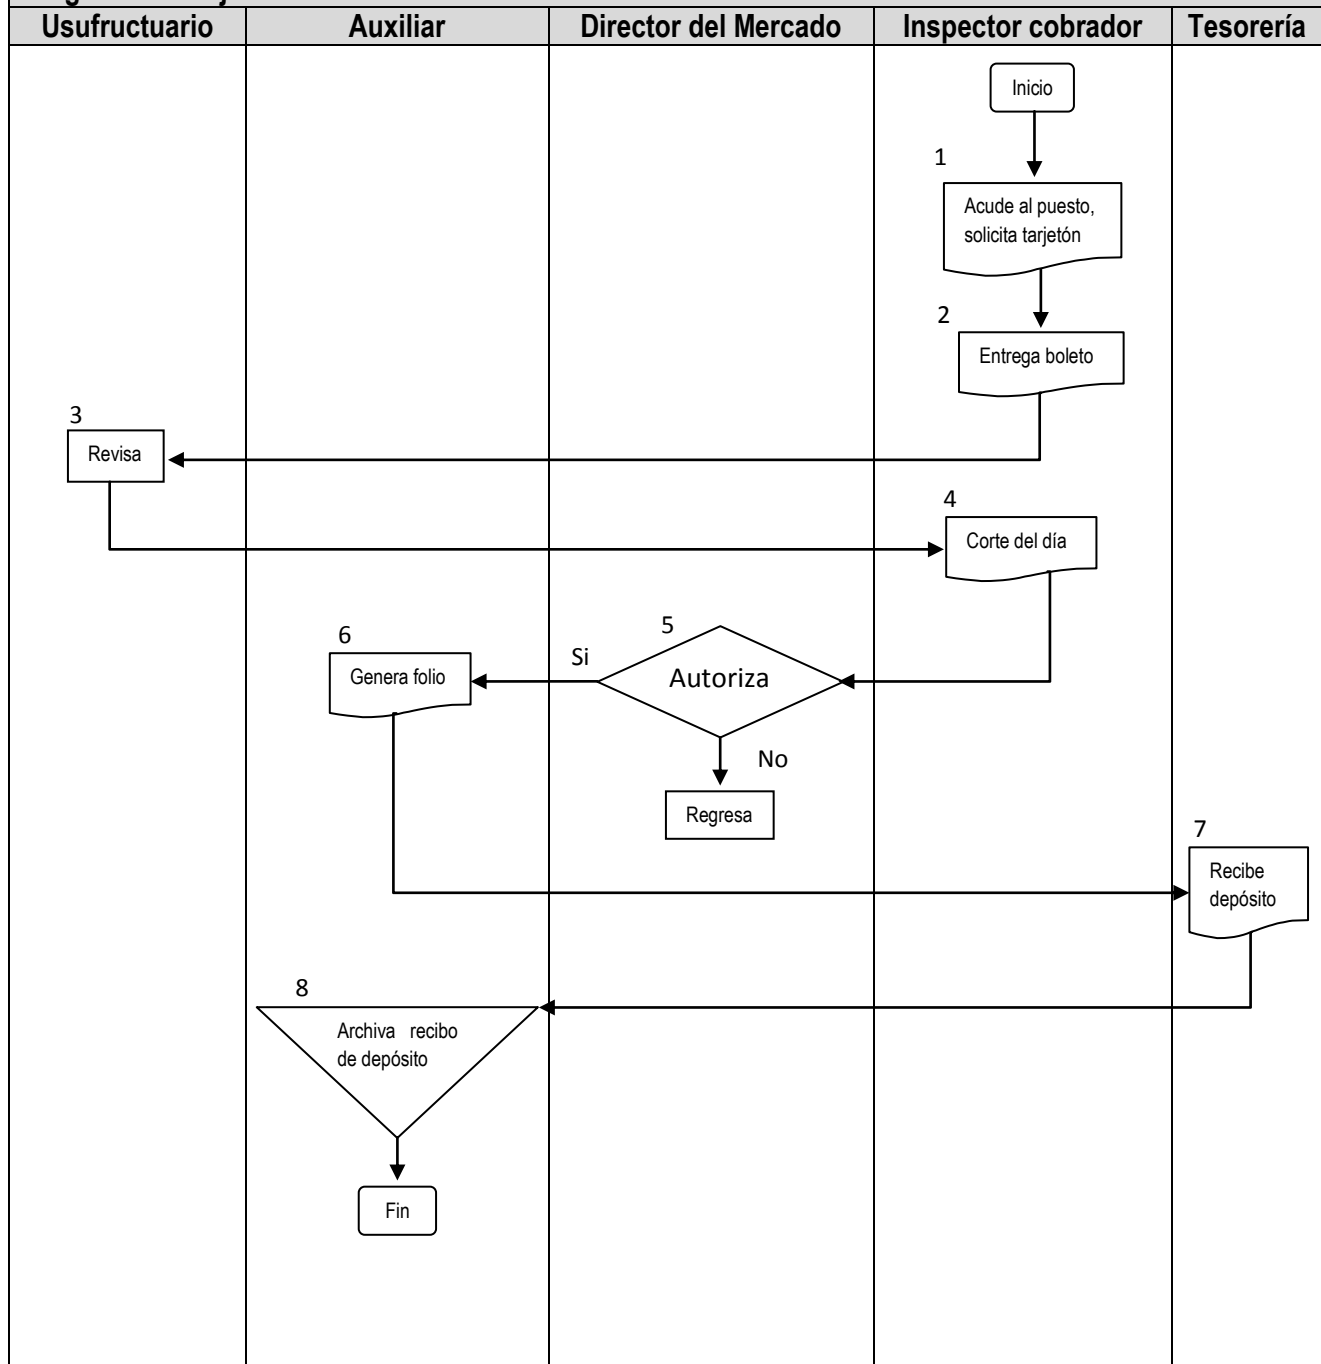 Usufructuario
Auxiliar
Director del Mercado
Inspector cobrador
Tesorería
Inicio
1
Acude al puesto,
solicita tarjetón
2
Entrega boleto
3
Revisa
4
Corte del día
5
Autoriza
Si
No
6
Genera folio
Regresa
7
Recibe
depósito
8
Archiva recibo
de depósito
Fin